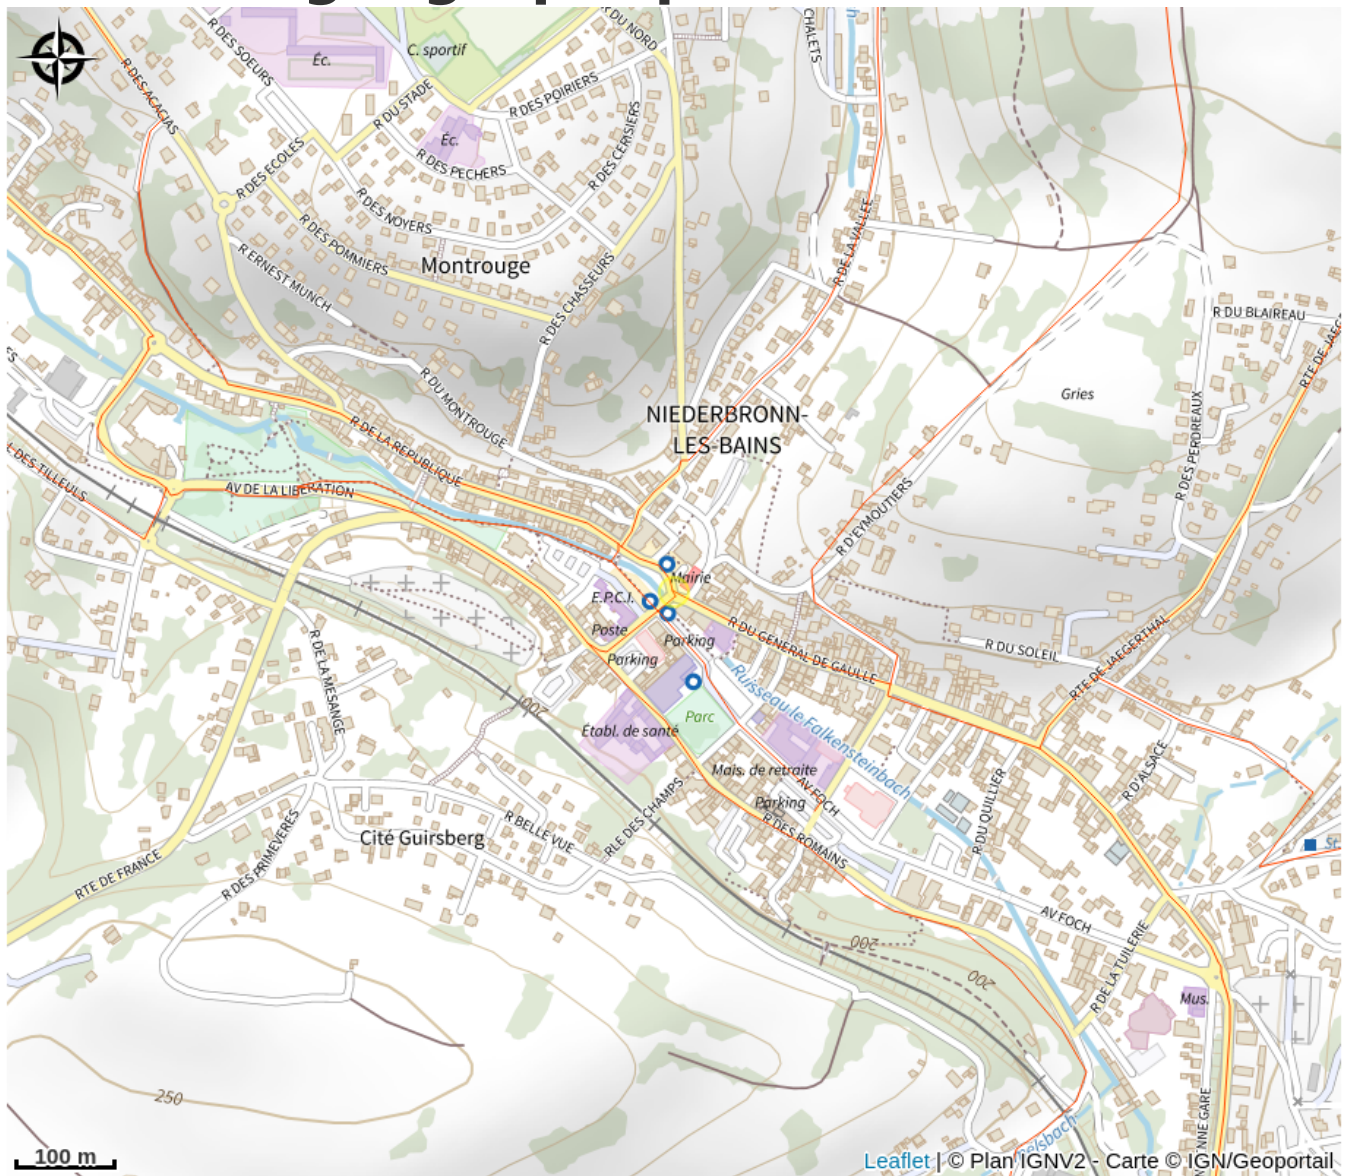 R DES SOEURS
C. sportif
Éc.
R DU NORD
CHALETS
R DES ACACIAS
R DU STADE
R DES POIRIERS
Éc.
R DES ECOLES
R DES PECHERS
R DES CERISIERS
R DES NOYERS
R DES POMMIERS
R DE LA VALLEE
R ERNEST MUNCH
Montrouge
R DES CHASSEURS
R DU BLAIREAU
RTE DE JAEG
R DU MONTROUGE
Gries
NIEDERBRONN-
LES-BAINS
R DES PERDREAUX
R DE LA REPUBLIQUE
L DES TILLEULS
AV DE LA LIBERATION
R D'EYMOUTIERS
Mairie
E.P.C.I.
Poste
Parking
Parking
R DU GENERAL DE GAULLE
R DU SOLEIL
RTE DE JAEGERTHAL
R DE LA MESANGE
Ruisseau le Falkensteinbach
200
Parc
Établ. de santé
Mais. de retraite
AV FOCH
Parking
R D'ALSACE
R DU QUILLIER
R BELLE VUE
RLE DES CHAMPS
Cité Guirsberg
R DES ROMAINS
St
RTE DE FRANCE
R DES PRIMEVERES
AV FOCH
200
200
R DE LA TUILERIE
Mus.
250
NNE GARE
elsbach
100 m
Leaflet | © Plan IGNV2 - Carte © IGN/Geoportail